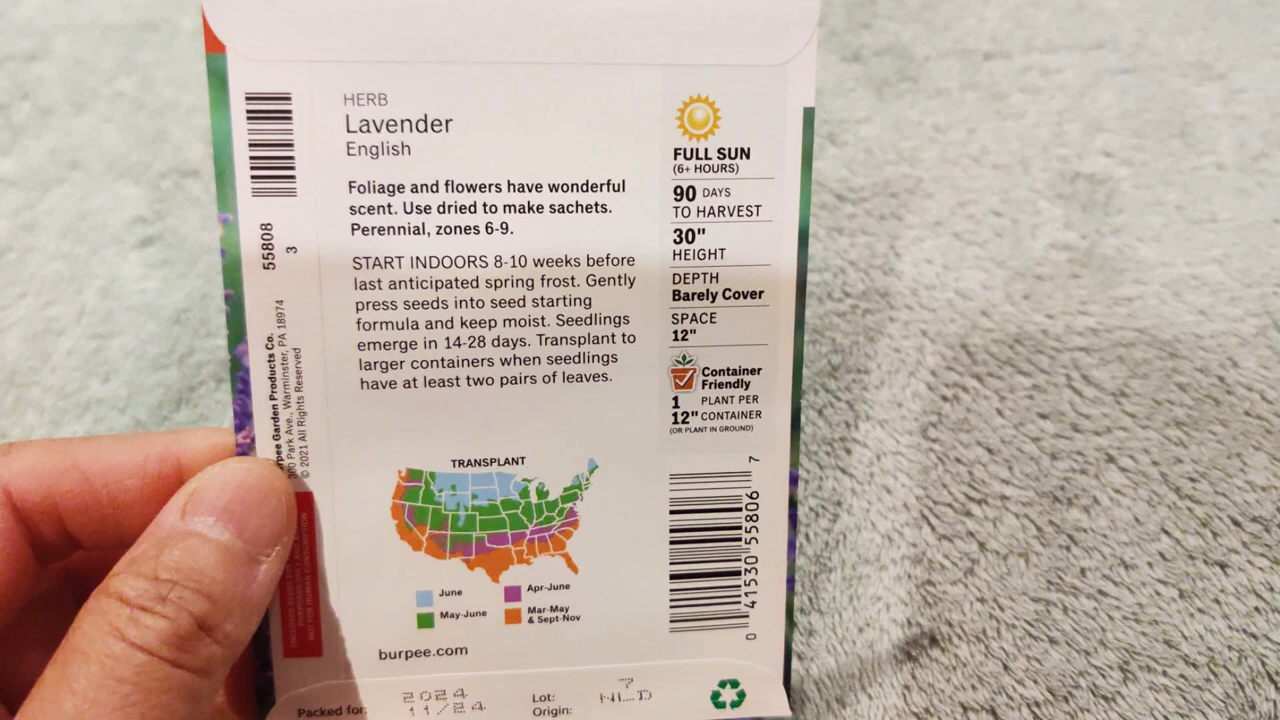 HERB
Lavender
English
Foliage and flowers have wonderful
scent. Use dried to make sachets.
Perennial, zones 6-9.
START INDOORS 8-10 weeks before
last anticipated spring frost. Gently
press seeds into seed starting
formula and keep moist. Seedlings
emerge in 14-28 days. Transplant to
larger containers when seedlings
have at least two pairs of leaves.
TRANSPLANT
June
Apr-June
May-June
Mar-May
& Sept-Nov
burpee.com
Packed for:
2024
11/24
Lot: 7
Origin: NLD
FULL SUN
(6+ HOURS)
90 DAYS
TO HARVEST
30"
HEIGHT
DEPTH
Barely Cover
SPACE
12"
Container
Friendly
1 PLANT PER
12" CONTAINER
(OR PLANT IN GROUND)
0 41530 55806 7
55808
3
Garden Products Co.
Park Ave., Warminster, PA 18974
© 2021 All Rights Reserved
NOT FOR HUMAN CONSUMPTION